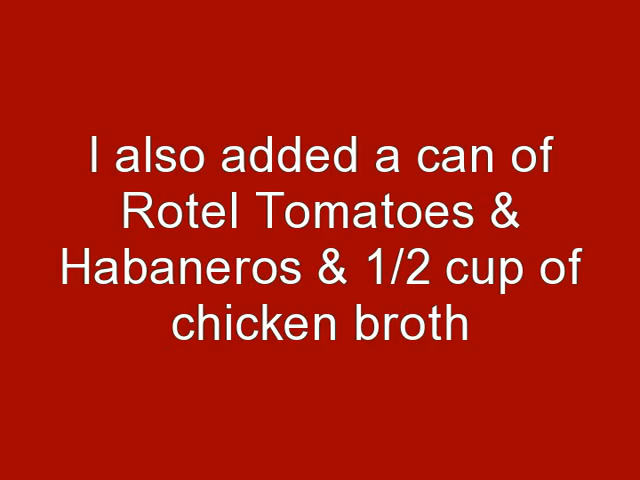 I also added a can of
Rotel Tomatoes &
Habaneros & 1/2 cup of
chicken broth